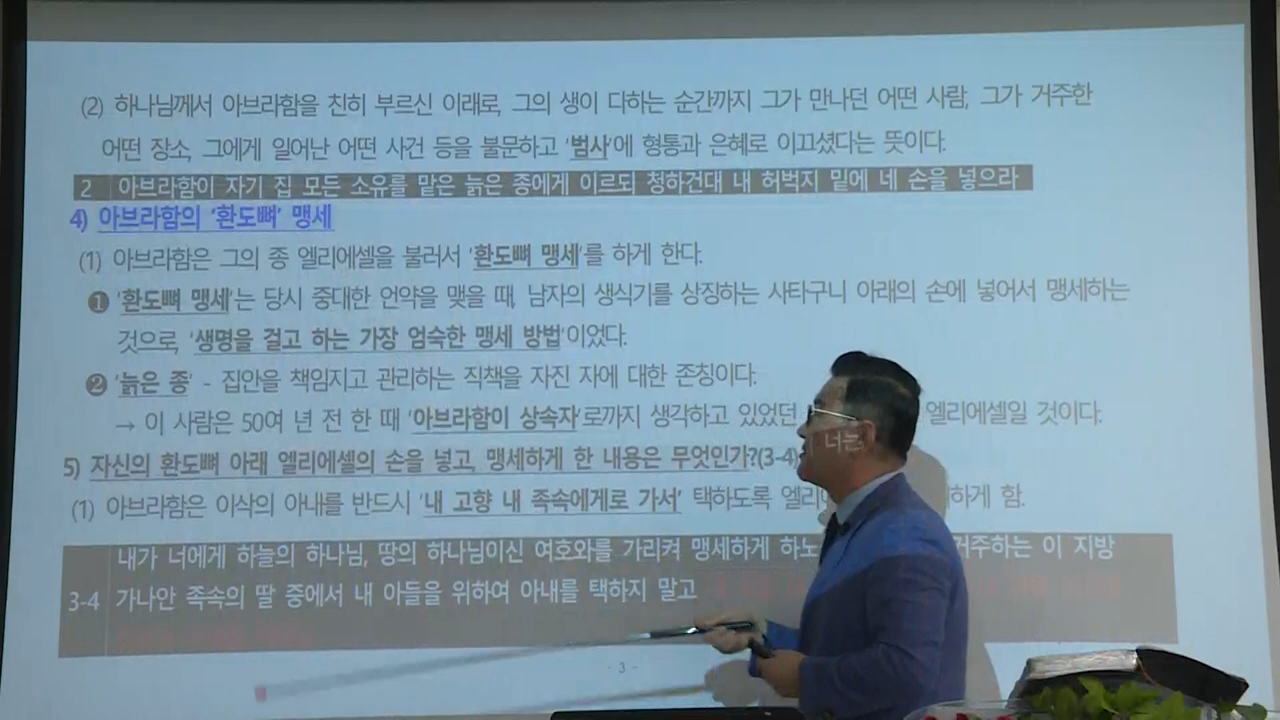 (2) 하나님께서 아브라함을 친히 부르신 이래로, 그의 생이 다하는 순간까지 그가 만나던 어떤 사람, 그가 거주한
어떤 장소, 그에게 일어난 어떤 사건 등을 불문하고 '범사'에 형통과 은혜로 이끄셨다는 뜻이다.
2 아브라함이 자기 집 모든 소유를 맡은 늙은 종에게 이르되 청하건대 내 허벅지 밑에 네 손을 넣으라
4) 아브라함의 '환도뼈' 맹세
(1) 아브라함은 그의 종 엘리에셀을 불러서 '환도뼈 맹세'를 하게 한다.
❶ '환도뼈 맹세'는 당시 중대한 언약을 맺을 때, 남자의 생식기를 상징하는 사타구니 아래의 손에 넣어서 맹세하는
것으로, '생명을 걸고 하는 가장 엄숙한 맹세 방법'이었다.
❷ '늙은 종' - 집안을 책임지고 관리하는 직책을 자진 자에 대한 존칭이다.
→ 이 사람은 50여 년 전 한 때 '아브라함이 상속자'로까지 생각하고 있었던 엘리에셀일 것이다.
5) 자신의 환도뼈 아래 엘리에셀의 손을 넣고, 맹세하게 한 내용은 무엇인가?(3-4)
(1) 아브라함은 이삭의 아내를 반드시 '내 고향 내 족속에게로 가서' 택하도록 엘리 하게 함.
내가 너에게 하늘의 하나님, 땅의 하나님이신 여호와를 가리켜 맹세하게 하노 너는 거주하는 이 지방
3-4 가나안 족속의 딸 중에서 내 아들을 위하여 아내를 택하지 말고
- 3 -